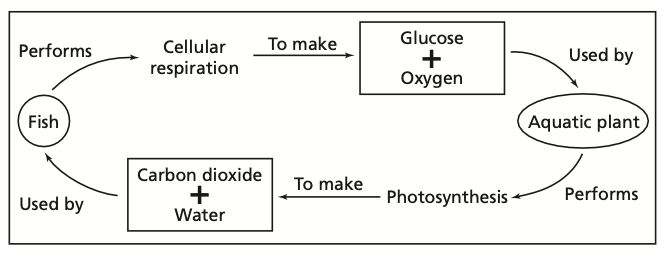 Performs
Cellular
respiration
To make
Glucose
+
Oxygen
Used by
Fish
Aquatic plant
Carbon dioxide
+
Water
To make
Photosynthesis
Performs
Used by